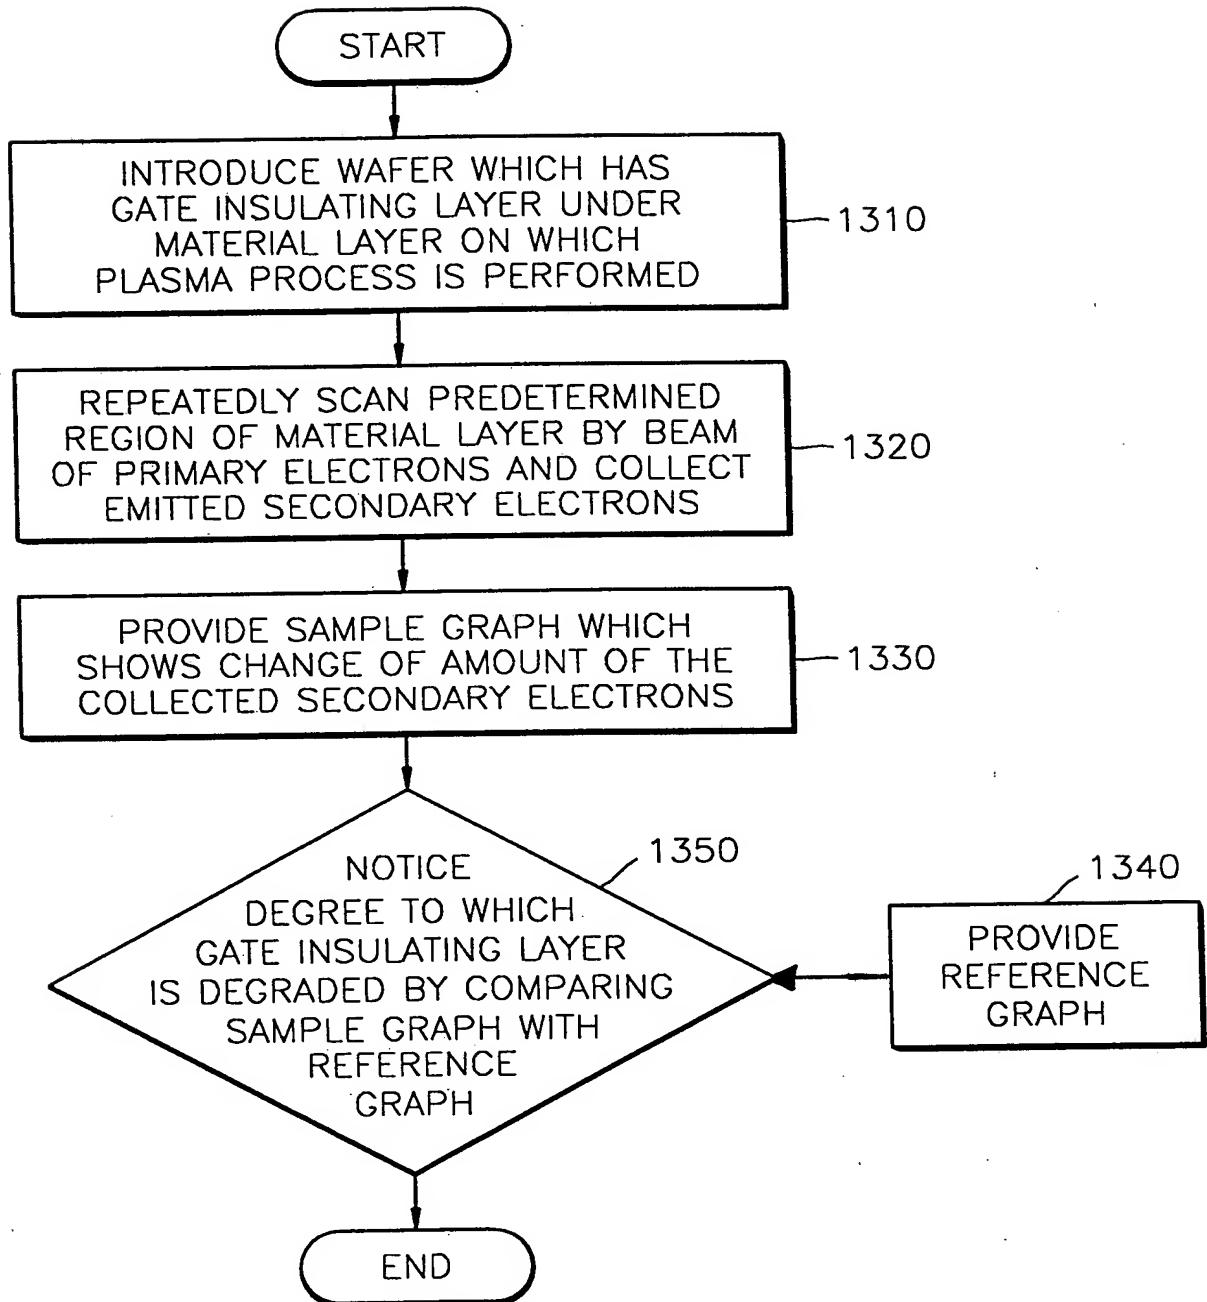 START
INTRODUCE WAFER WHICH HAS
GATE INSULATING LAYER UNDER
MATERIAL LAYER ON WHICH
PLASMA PROCESS IS PERFORMED
1310
REPEATEDLY SCAN PREDETERMINED
REGION OF MATERIAL LAYER BY BEAM
OF PRIMARY ELECTRONS AND COLLECT
EMITTED SECONDARY ELECTRONS
1320
PROVIDE SAMPLE GRAPH WHICH
SHOWS CHANGE OF AMOUNT OF THE
COLLECTED SECONDARY ELECTRONS
1330
NOTICE
DEGREE TO WHICH
GATE INSULATING LAYER
IS DEGRADED BY COMPARING
SAMPLE GRAPH WITH
REFERENCE
GRAPH
1350
1340
PROVIDE
REFERENCE
GRAPH
END